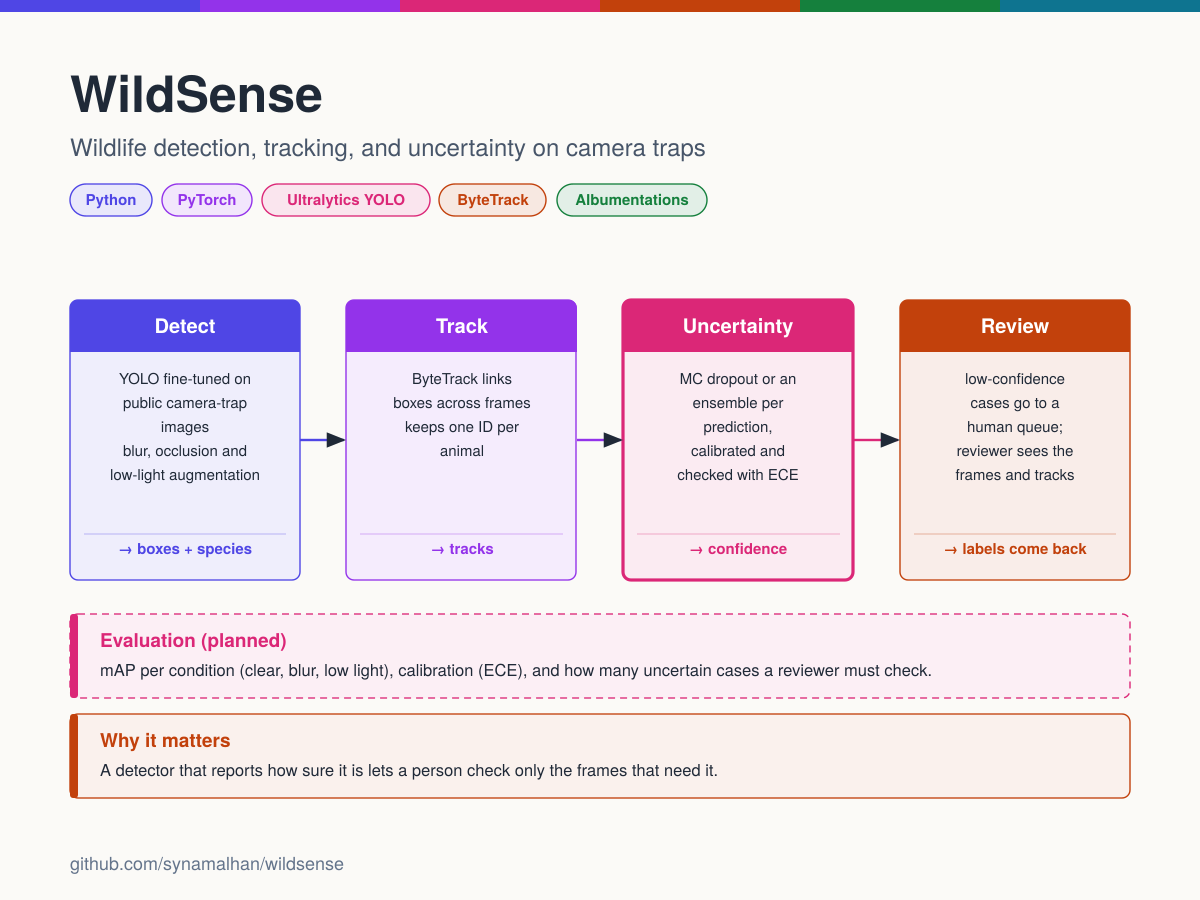 WildSense
Wildlife detection, tracking, and uncertainty on camera traps
Python
PyTorch
Ultralytics YOLO
ByteTrack
Albumentations
Detect
YOLO fine-tuned on
public camera-trap
images
blur, occlusion and
low-light augmentation
→ boxes + species
Track
ByteTrack links
boxes across frames
keeps one ID per
animal
→ tracks
Uncertainty
MC dropout or an
ensemble per
prediction,
calibrated and
checked with ECE
→ confidence
Review
low-confidence
cases go to a
human queue;
reviewer sees the
frames and tracks
→ labels come back
Evaluation (planned)
mAP per condition (clear, blur, low light), calibration (ECE), and how many uncertain cases a reviewer must check.
Why it matters
A detector that reports how sure it is lets a person check only the frames that need it.
github.com/synamalhan/wildsense